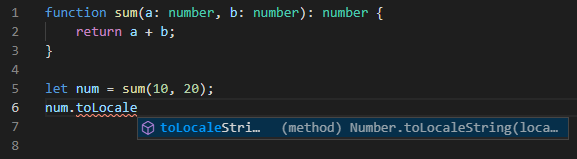 1 function sum(a: number, b: number): number {
2 return a + b;
3 }
4
5 let num = sum(10, 20);
6 num.toLocale
7 toLocaleStri… (method) Number.toLocaleString(loca…
8